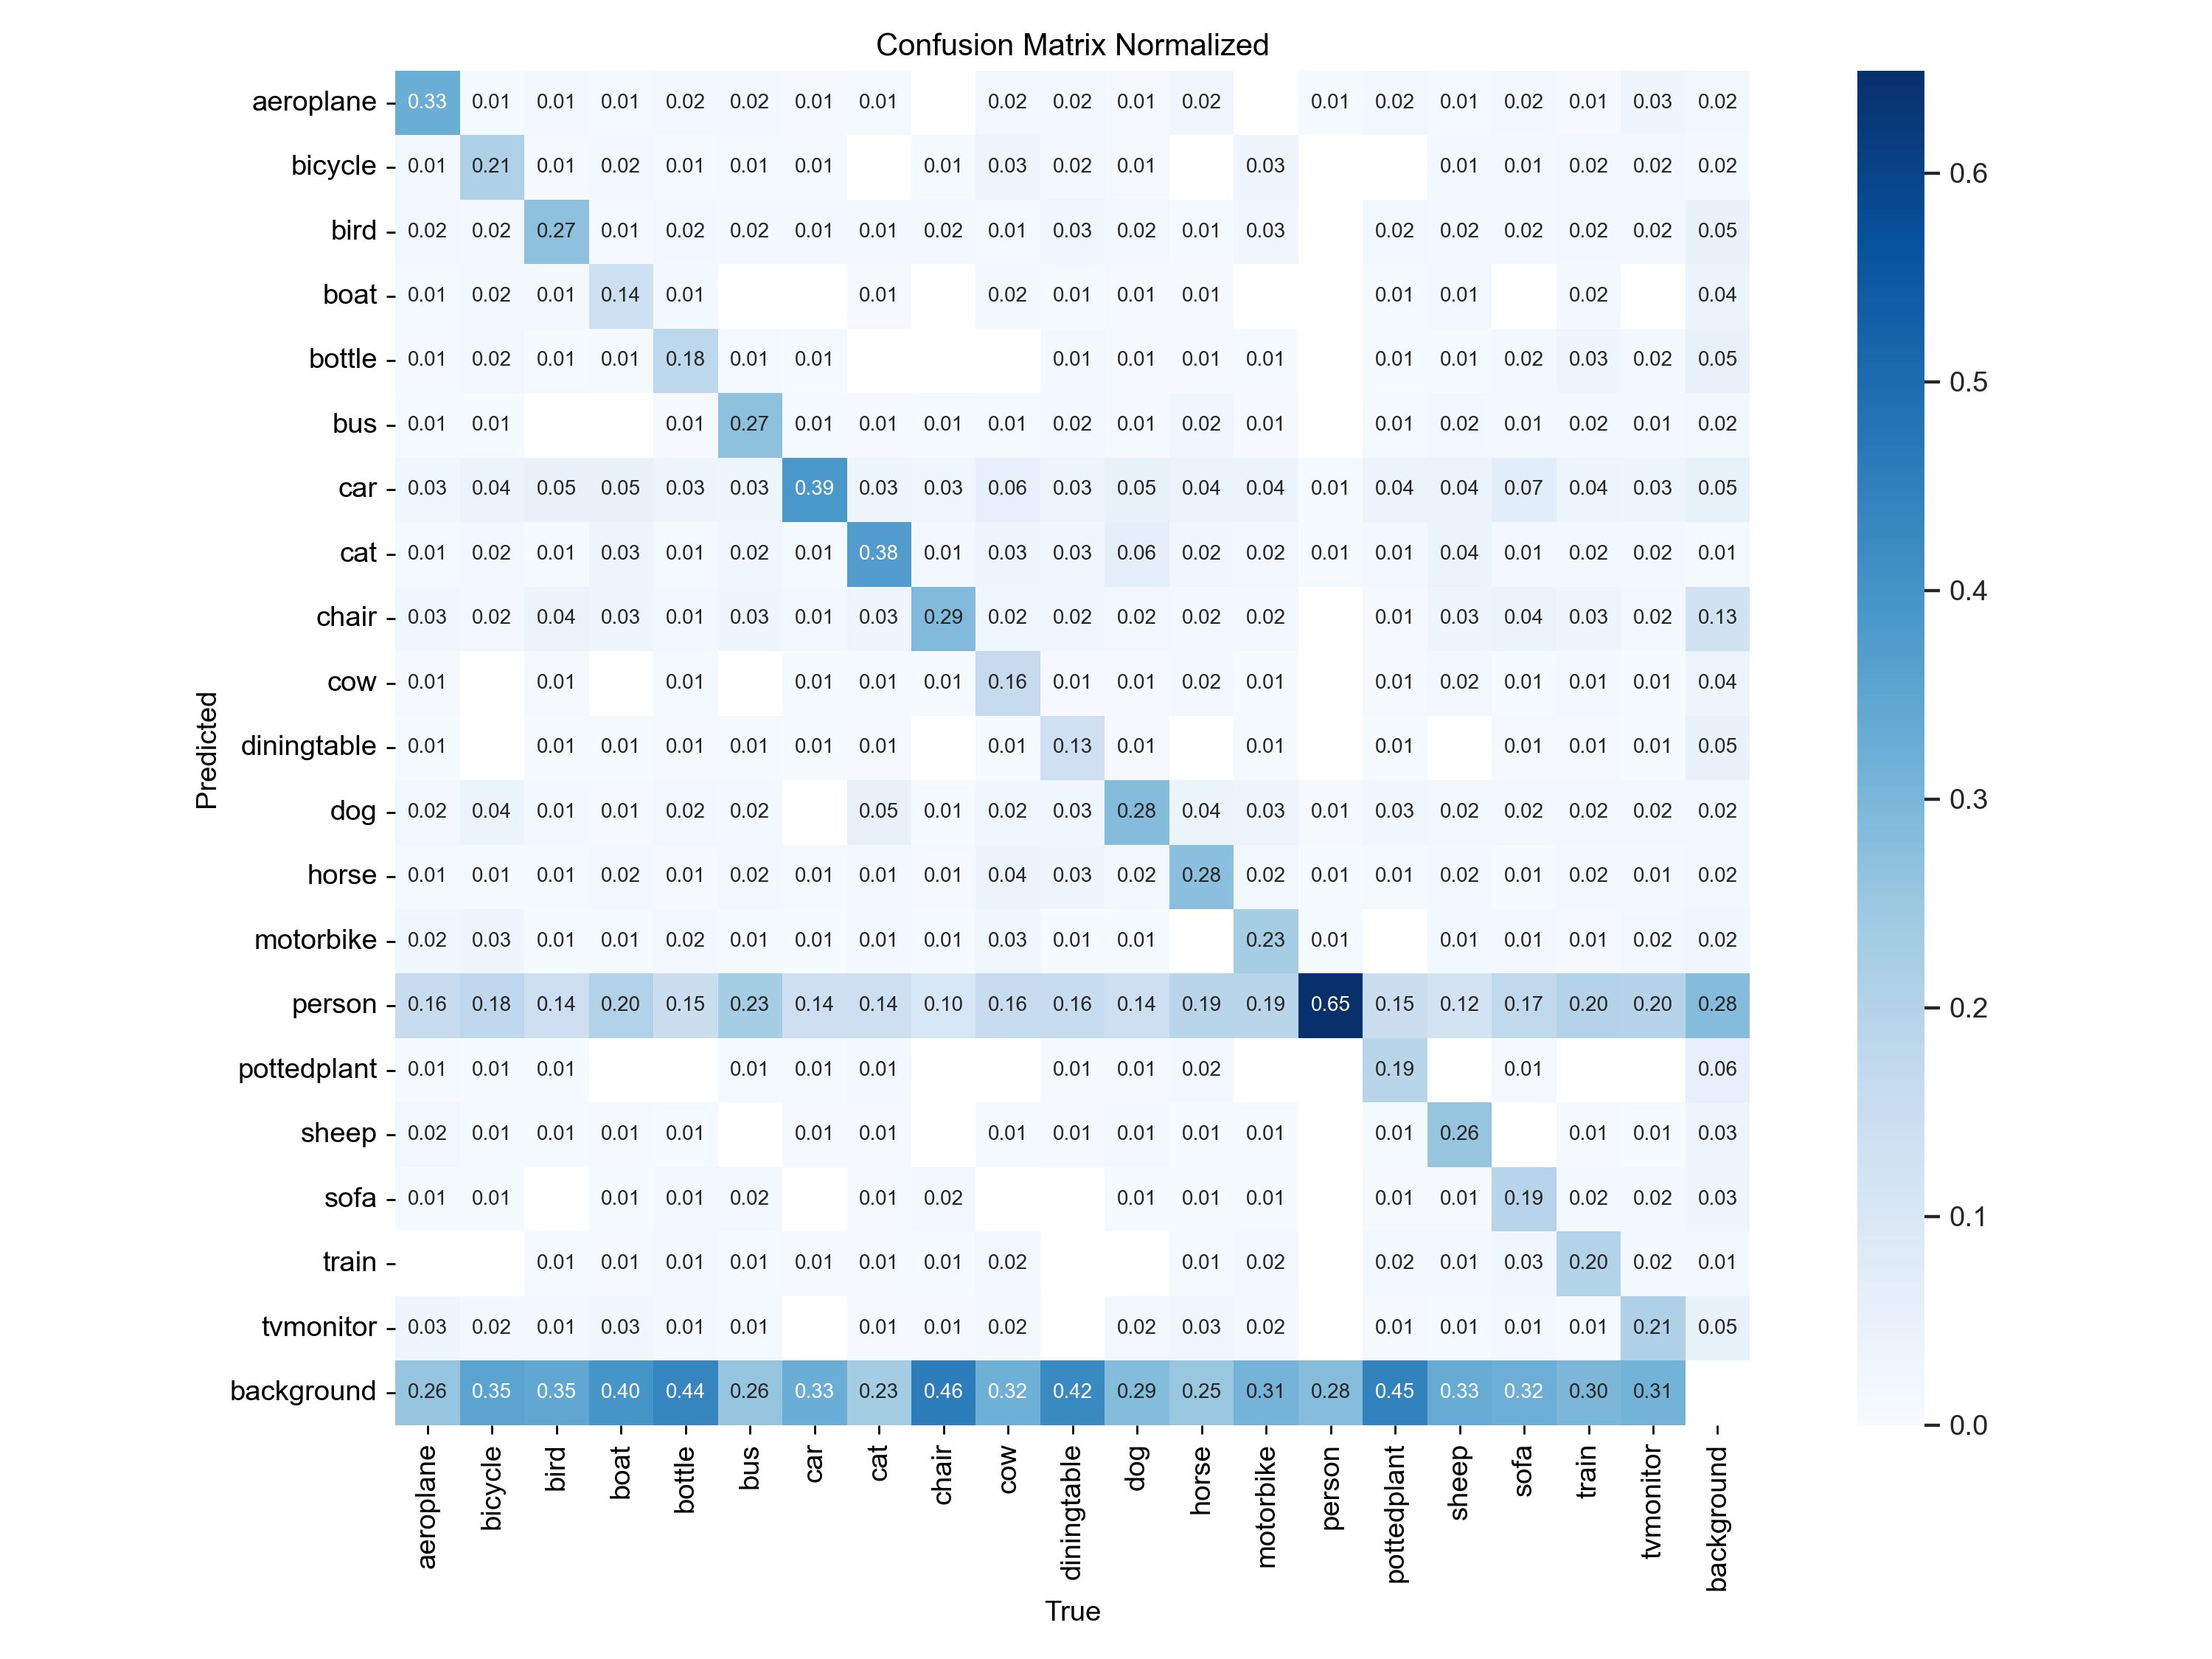 Confusion Matrix Normalized
aeroplane 0.33 0.01 0.01 0.01 0.02 0.02 0.01 0.01 0.02 0.02 0.01 0.02 0.01 0.02 0.01 0.02 0.01 0.03 0.02
bicycle 0.01 0.21 0.01 0.02 0.01 0.01 0.01 0.01 0.03 0.02 0.01 0.03 0.01 0.01 0.02 0.02 0.02
bird 0.02 0.02 0.27 0.01 0.02 0.02 0.01 0.01 0.02 0.01 0.03 0.02 0.01 0.03 0.02 0.02 0.02 0.02 0.02 0.05
boat 0.01 0.02 0.01 0.14 0.01 0.01 0.02 0.01 0.01 0.01 0.01 0.01 0.02 0.04
bottle 0.01 0.02 0.01 0.01 0.18 0.01 0.01 0.01 0.01 0.01 0.01 0.01 0.01 0.02 0.03 0.02 0.05
bus 0.01 0.01 0.01 0.27 0.01 0.01 0.01 0.01 0.02 0.01 0.02 0.01 0.01 0.02 0.01 0.02 0.01 0.02
car 0.03 0.04 0.05 0.05 0.03 0.03 0.39 0.03 0.03 0.06 0.03 0.05 0.04 0.04 0.01 0.04 0.04 0.07 0.04 0.03 0.05
cat 0.01 0.02 0.01 0.03 0.01 0.02 0.01 0.38 0.01 0.03 0.03 0.06 0.02 0.02 0.01 0.01 0.04 0.01 0.02 0.02 0.01
chair 0.03 0.02 0.04 0.03 0.01 0.03 0.01 0.03 0.29 0.02 0.02 0.02 0.02 0.02 0.01 0.03 0.04 0.03 0.02 0.13
cow 0.01 0.01 0.01 0.01 0.01 0.01 0.16 0.01 0.01 0.02 0.01 0.01 0.02 0.01 0.01 0.01 0.04
diningtable 0.01 0.01 0.01 0.01 0.01 0.01 0.01 0.01 0.13 0.01 0.01 0.01 0.01 0.01 0.01 0.05
dog 0.02 0.04 0.01 0.01 0.02 0.02 0.05 0.01 0.02 0.03 0.28 0.04 0.03 0.01 0.03 0.02 0.02 0.02 0.02 0.02
horse 0.01 0.01 0.01 0.02 0.01 0.02 0.01 0.01 0.01 0.04 0.03 0.02 0.28 0.02 0.01 0.01 0.02 0.01 0.02 0.01 0.02
motorbike 0.02 0.03 0.01 0.01 0.02 0.01 0.01 0.01 0.01 0.03 0.01 0.01 0.23 0.01 0.01 0.01 0.01 0.02 0.02
person 0.16 0.18 0.14 0.20 0.15 0.23 0.14 0.14 0.10 0.16 0.16 0.14 0.19 0.19 0.65 0.15 0.12 0.17 0.20 0.20 0.28
pottedplant 0.01 0.01 0.01 0.01 0.01 0.01 0.01 0.01 0.02 0.19 0.01 0.06
sheep 0.02 0.01 0.01 0.01 0.01 0.01 0.01 0.01 0.01 0.01 0.01 0.01 0.01 0.26 0.01 0.01 0.03
sofa 0.01 0.01 0.01 0.01 0.02 0.01 0.02 0.01 0.01 0.01 0.01 0.01 0.19 0.02 0.02 0.03
train 0.01 0.01 0.01 0.01 0.01 0.01 0.01 0.02 0.01 0.02 0.02 0.01 0.03 0.20 0.02 0.01
tvmonitor 0.03 0.02 0.01 0.03 0.01 0.01 0.01 0.01 0.02 0.02 0.03 0.02 0.01 0.01 0.01 0.01 0.21 0.05
background 0.26 0.35 0.35 0.40 0.44 0.26 0.33 0.23 0.46 0.32 0.42 0.29 0.25 0.31 0.28 0.45 0.33 0.32 0.30 0.31
Predicted
aeroplane bicycle bird boat bottle bus car cat chair cow diningtable dog horse motorbike person pottedplant sheep sofa train tvmonitor background
True
0.6
0.5
0.4
0.3
0.2
0.1
0.0